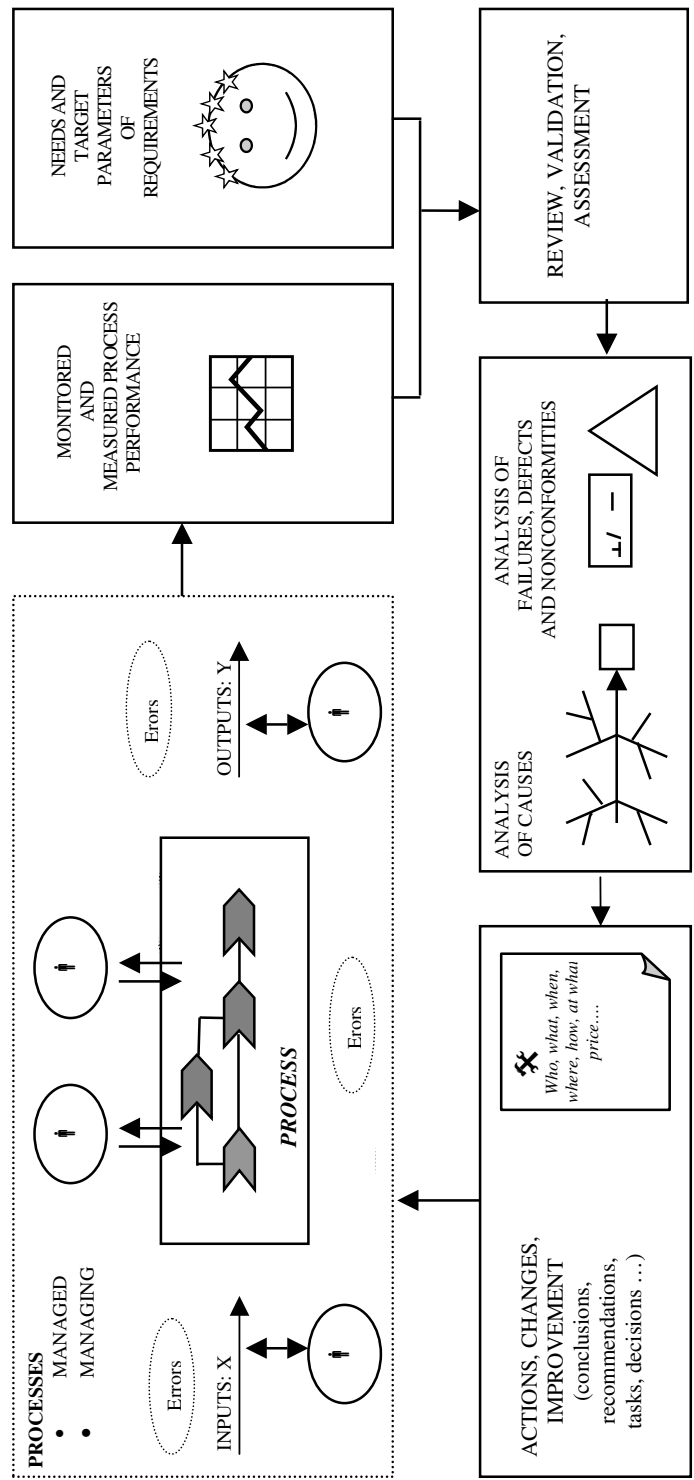 PROCESSES
• MANAGED
• MANAGING
Errors
INPUTS: X
PROCESS
Erors
Erors
OUTPUTS: Y
MONITORED
AND
MEASURED PROCESS
PERFORMANCE
NEEDS AND
TARGET
PARAMETERS
OF
REQUIREMENTS
ACTIONS, CHANGES,
IMPROVEMENT
(conclusions,
recommendations,
tasks, decisions …)
Who, what, when,
where, how, at what
price….
ANALYSIS
OF CAUSES
ANALYSIS OF
FAILURES, DEFECTS
AND NONCONFORMITIES
REVIEW, VALIDATION,
ASSESSMENT